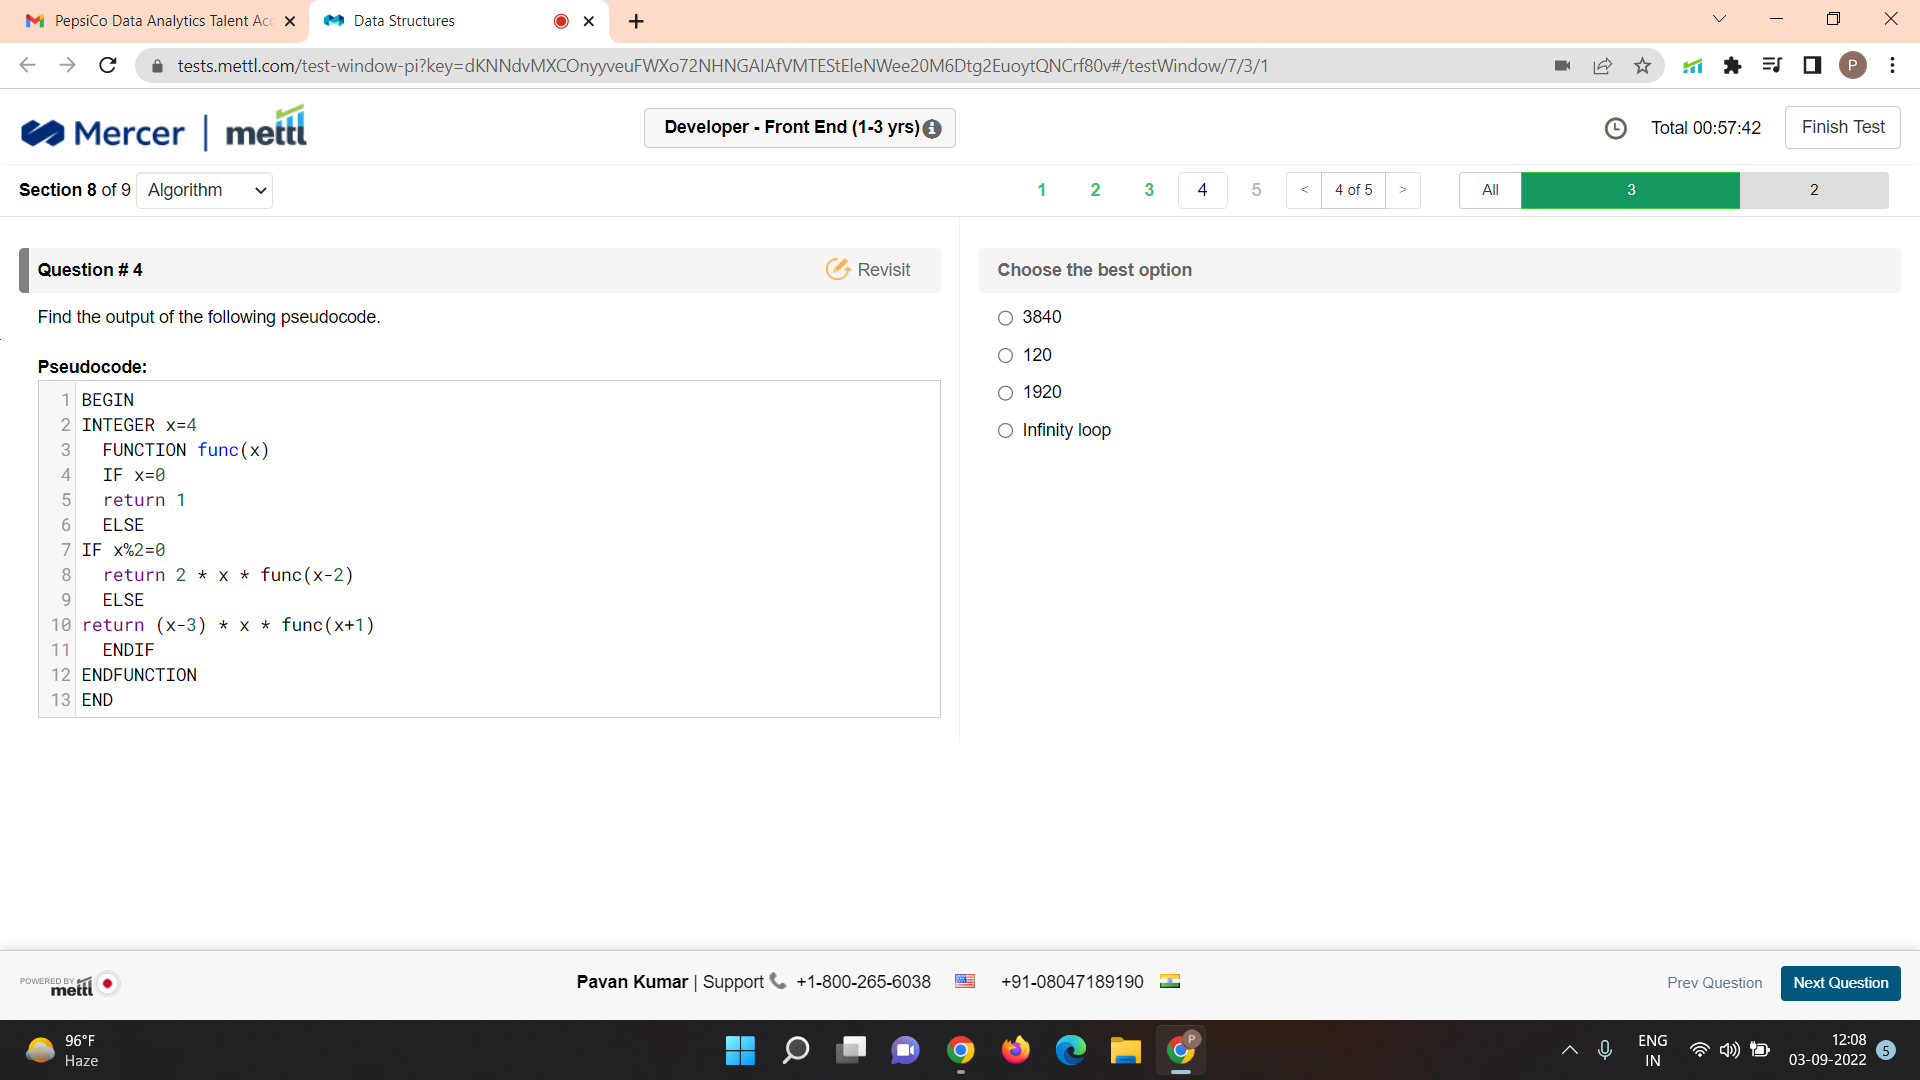 PepsiCo Data Analytics Talent Acc
Data Structures
tests.mettl.com/test-window-pi?key=dKNNdvMXCOnyyveuFWXo72NHNGAIAfVMTEStEleNWee20M6Dtg2EuoytQNCrf80v#/testWindow/7/3/1
P
Mercer | mettl
Developer - Front End (1-3 yrs)
Total 00:57:42
Finish Test
Section 8 of 9
Algorithm
1 2 3 4 5
< 4 of 5 >
All 3 2
Question # 4
Revisit
Choose the best option
Find the output of the following pseudocode.
Pseudocode:
1 BEGIN
2 INTEGER x=4
3 FUNCTION func(x)
4 IF x=0
5 return 1
6 ELSE
7 IF x%2=0
8 return 2 * x * func(x-2)
9 ELSE
10 return (x-3) * x * func(x+1)
11 ENDIF
12 ENDFUNCTION
13 END
3840
120
1920
Infinity loop
POWERED BY mettl
Pavan Kumar | Support +1-800-265-6038 +91-08047189190
Prev Question
Next Question
96°F
Haze
P
ENG
IN
12:08
03-09-2022
5